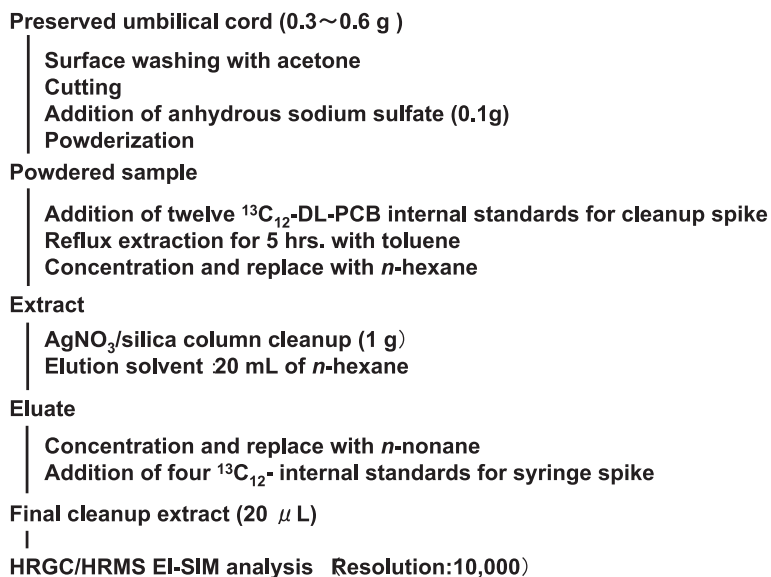 Preserved umbilical cord (0.3～0.6 g )
Surface washing with acetone
Cutting
Addition of anhydrous sodium sulfate (0.1g)
Powderization
Powdered sample
Addition of twelve ¹³C₁₂-DL-PCB internal standards for cleanup spike
Reflux extraction for 5 hrs. with toluene
Concentration and replace with n-hexane
Extract
AgNO₃/silica column cleanup (1 g)
Elution solvent :20 mL of n-hexane
Eluate
Concentration and replace with n-nonane
Addition of four ¹³C₁₂- internal standards for syringe spike
Final cleanup extract (20 μL)
HRGC/HRMS EI-SIM analysis (Resolution:10,000)